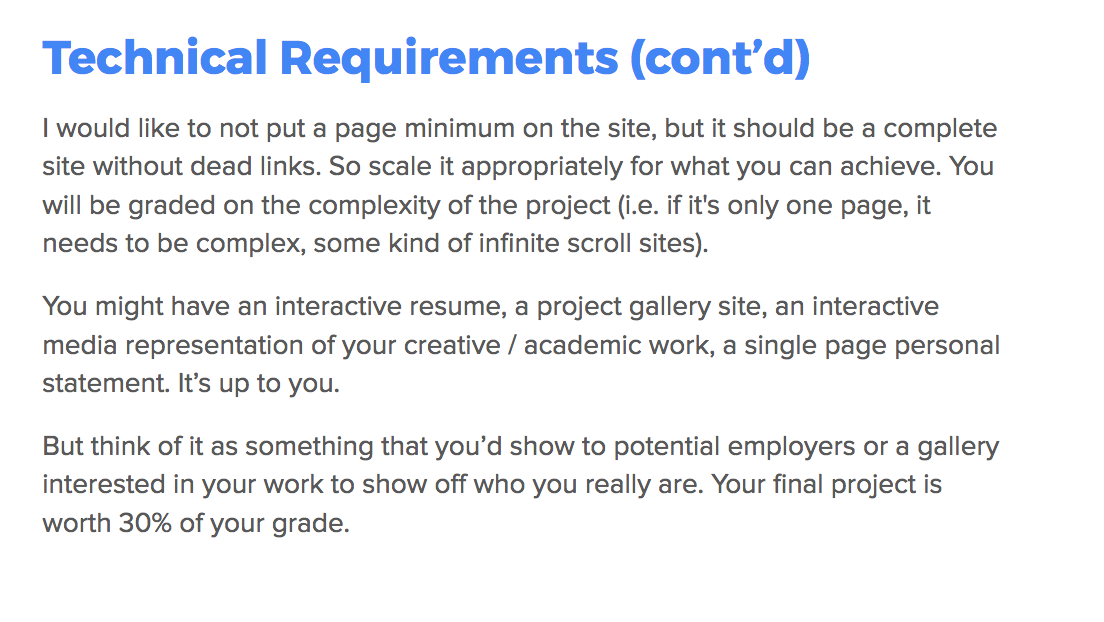 Technical Requirements (cont’d)
I would like to not put a page minimum on the site, but it should be a complete
site without dead links. So scale it appropriately for what you can achieve. You
will be graded on the complexity of the project (i.e. if it's only one page, it
needs to be complex, some kind of infinite scroll sites).
You might have an interactive resume, a project gallery site, an interactive
media representation of your creative / academic work, a single page personal
statement. It’s up to you.
But think of it as something that you’d show to potential employers or a gallery
interested in your work to show off who you really are. Your final project is
worth 30% of your grade.